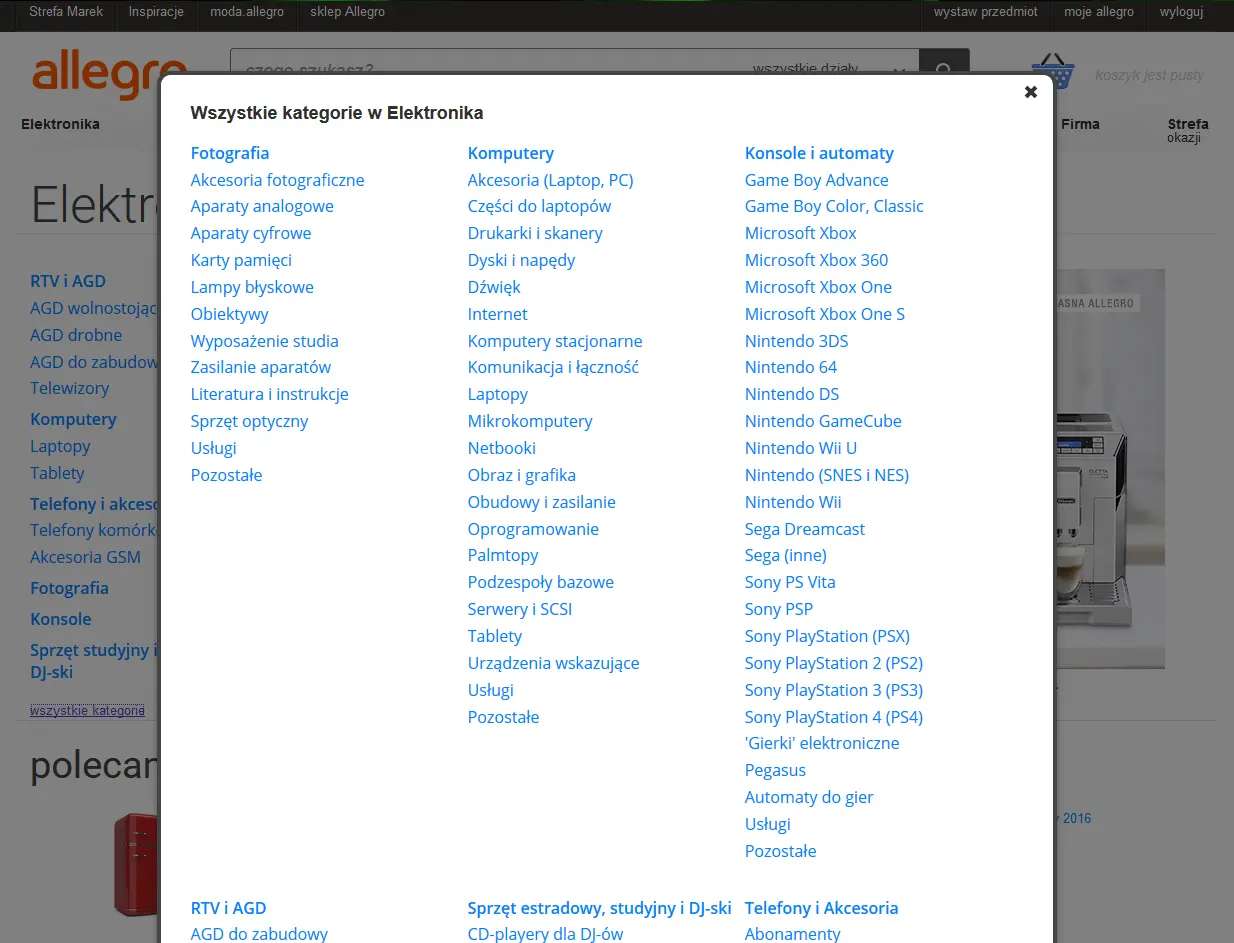 Strefa Marek Inspiracje moda.allegro sklep Allegro wystaw przedmiot moje allegro wyloguj
allegro
czego szukasz? wszystkie działy
koszyk jest pusty
Elektronika Firma Strefa
okazji
Elektr
RTV i AGD
AGD wolnostojąc
AGD drobne
AGD do zabudow
Telewizory
Komputery
Laptopy
Tablety
Telefony i akceso
Telefony komórk
Akcesoria GSM
Fotografia
Konsole
Sprzęt studyjny i
DJ-ski
wszystkie kategorie
polecan
Wszystkie kategorie w Elektronika
Fotografia
Akcesoria fotograficzne
Aparaty analogowe
Aparaty cyfrowe
Karty pamięci
Lampy błyskowe
Obiektywy
Wyposażenie studia
Zasilanie aparatów
Literatura i instrukcje
Sprzęt optyczny
Usługi
Pozostałe
Komputery
Akcesoria (Laptop, PC)
Części do laptopów
Drukarki i skanery
Dyski i napędy
Dźwięk
Internet
Komputery stacjonarne
Komunikacja i łączność
Laptopy
Mikrokomputery
Netbooki
Obraz i grafika
Obudowy i zasilanie
Oprogramowanie
Palmtopy
Podzespoły bazowe
Serwery i SCSI
Tablety
Urządzenia wskazujące
Usługi
Pozostałe
Konsole i automaty
Game Boy Advance
Game Boy Color, Classic
Microsoft Xbox
Microsoft Xbox 360
Microsoft Xbox One
Microsoft Xbox One S
Nintendo 3DS
Nintendo 64
Nintendo DS
Nintendo GameCube
Nintendo Wii U
Nintendo (SNES i NES)
Nintendo Wii
Sega Dreamcast
Sega (inne)
Sony PS Vita
Sony PSP
Sony PlayStation (PSX)
Sony PlayStation 2 (PS2)
Sony PlayStation 3 (PS3)
Sony PlayStation 4 (PS4)
'Gierki' elektroniczne
Pegasus
Automaty do gier
Usługi
Pozostałe
RTV i AGD
AGD do zabudowy
Sprzęt estradowy, studyjny i DJ-ski
CD-playery dla DJ-ów
Telefony i Akcesoria
Abonamenty
ASNA ALLEGRO
2016